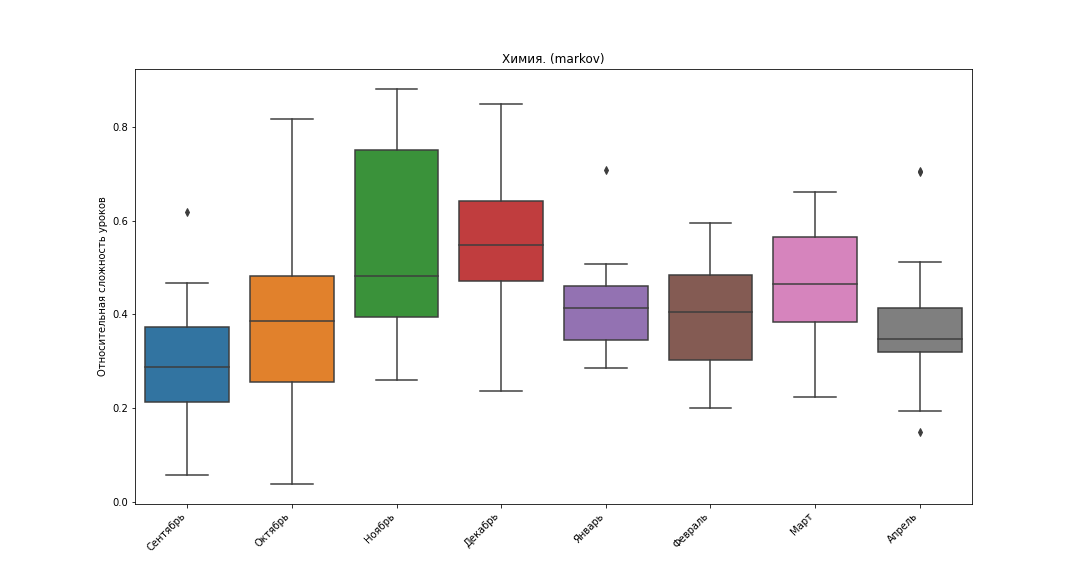 Химия. (markov)
Относительная сложность уроков
0.8
0.6
0.4
0.2
0.0
Сентябрь
Октябрь
Ноябрь
Декабрь
Январь
Февраль
Март
Апрель